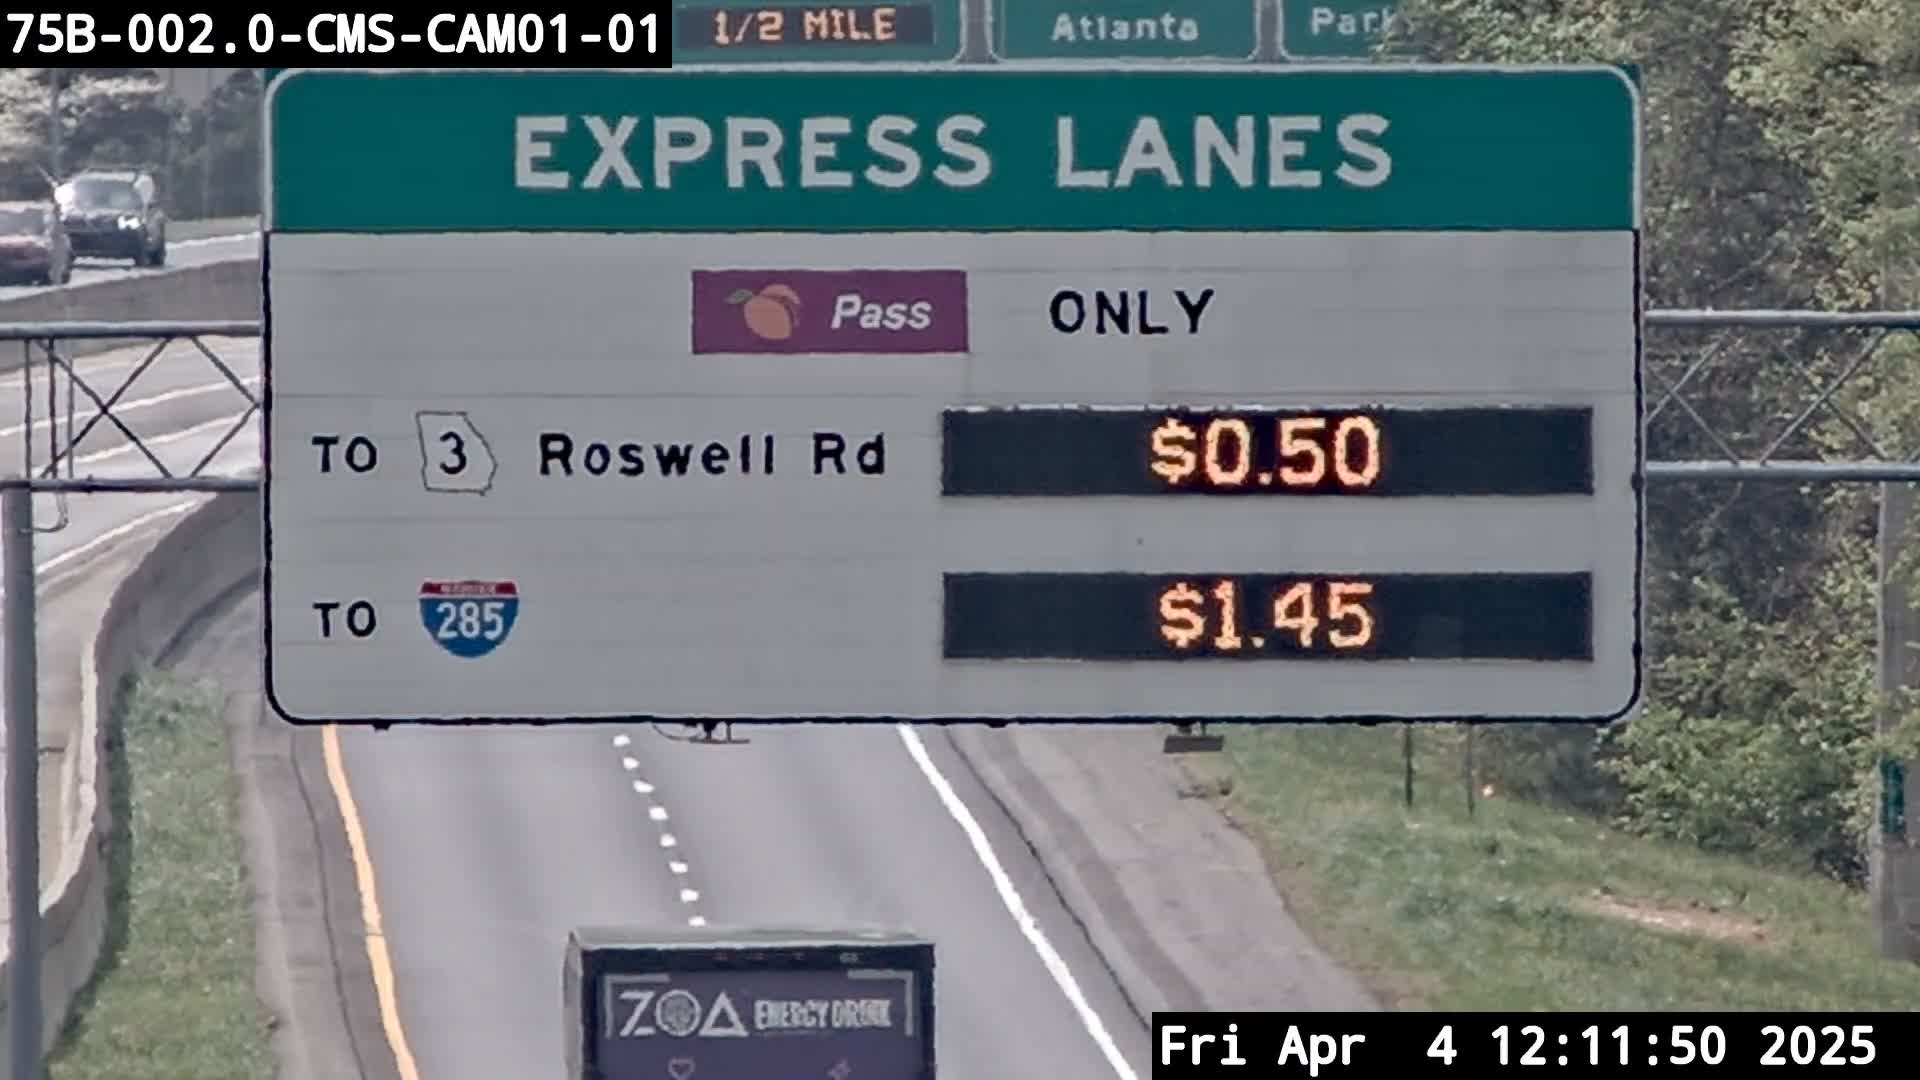 75B-002.0-CMS-CAM01-01
1/2 MILE
Atlanta
Park
EXPRESS LANES
Pass ONLY
TO 3 Roswell Rd $0.50
TO 285 $1.45
ZOA ENERGY DRINK
Fri Apr 4 12:11:50 2025